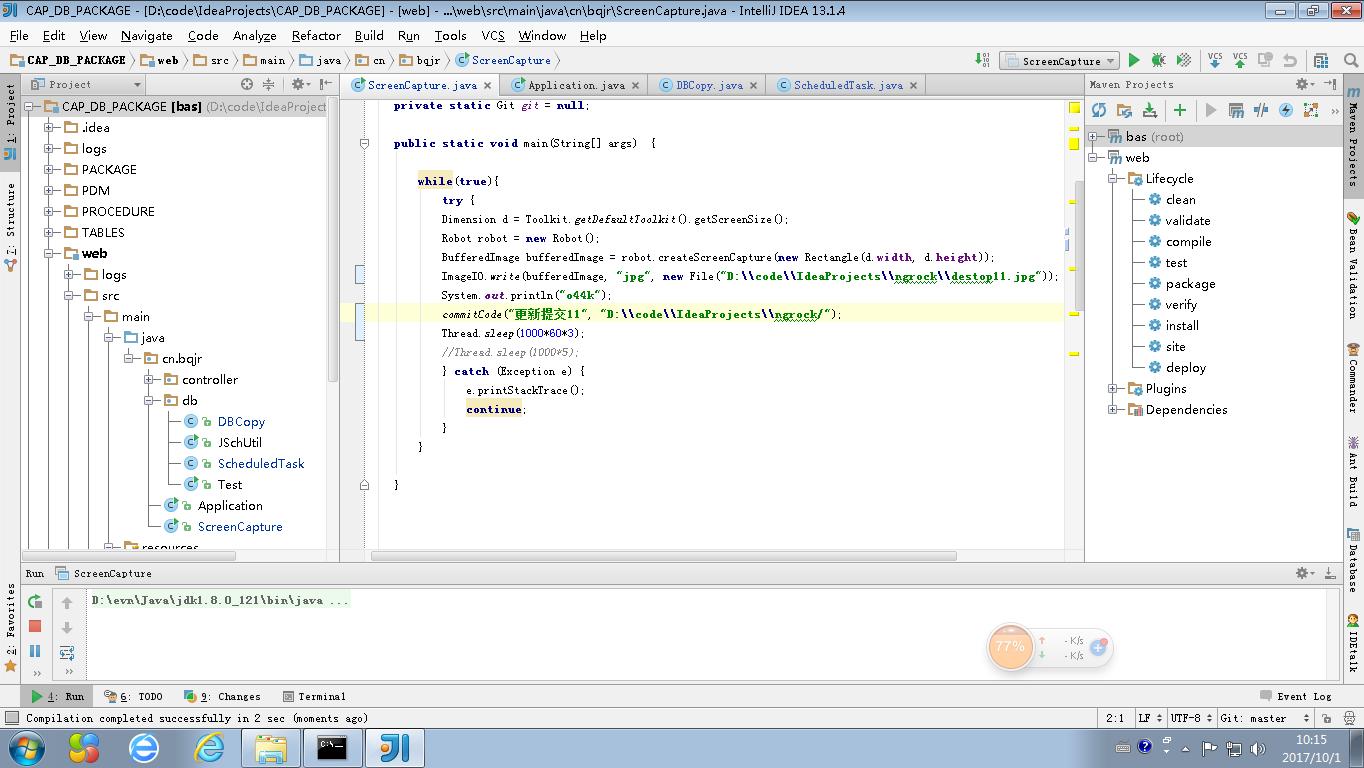 CAP_DB_PACKAGE - [D:\code\IdeaProjects\CAP_DB_PACKAGE] - [web] - ...\web\src\main\java\cn\bqjr\ScreenCapture.java - IntelliJ IDEA 13.1.4
File Edit View Navigate Code Analyze Refactor Build Run Tools VCS Window Help
CAP_DB_PACKAGE web src main java cn bqjr ScreenCapture
ScreenCapture
VCS VCS
1: Project
7: Structure
2: Favorites
Project
CAP_DB_PACKAGE [bas] (D:\code\IdeaProject
.idea
logs
PACKAGE
PDM
PROCEDURE
TABLES
web
logs
src
main
java
cn.bqjr
controller
db
DBCopy
JSchUtil
ScheduledTask
Test
Application
ScreenCapture
resources
ScreenCapture.java Application.java DBCopy.java ScheduledTask.java
private static Git git = null;
public static void main(String[] args) {
while(true){
try {
Dimension d = Toolkit.getDefaultToolkit().getScreenSize();
Robot robot = new Robot();
BufferedImage bufferedImage = robot.createScreenCapture(new Rectangle(d.width, d.height));
ImageIO.write(bufferedImage, "jpg", new File("D:\\code\\IdeaProjects\\ngrock\\destop11.jpg"));
System.out.println("o44k");
commitCode("更新提交11", "D:\\code\\IdeaProjects\\ngrock/");
Thread.sleep(1000*60*3);
//Thread.sleep(1000*5);
} catch (Exception e) {
e.printStackTrace();
continue;
}
}
}
Maven Projects
bas (root)
web
Lifecycle
clean
validate
compile
test
package
verify
install
site
deploy
Plugins
Dependencies
Maven Projects
Bean Validation
Commander
Ant Build
Database
IDEtalk
Run ScreenCapture
D:\evn\Java\jdk1.8.0_121\bin\java ...
77%
- K/s
- K/s
4: Run 6: TODO 9: Changes Terminal Event Log
Compilation completed successfully in 2 sec (moments ago) 2:1 LF UTF-8 Git: master
10:15
2017/10/1